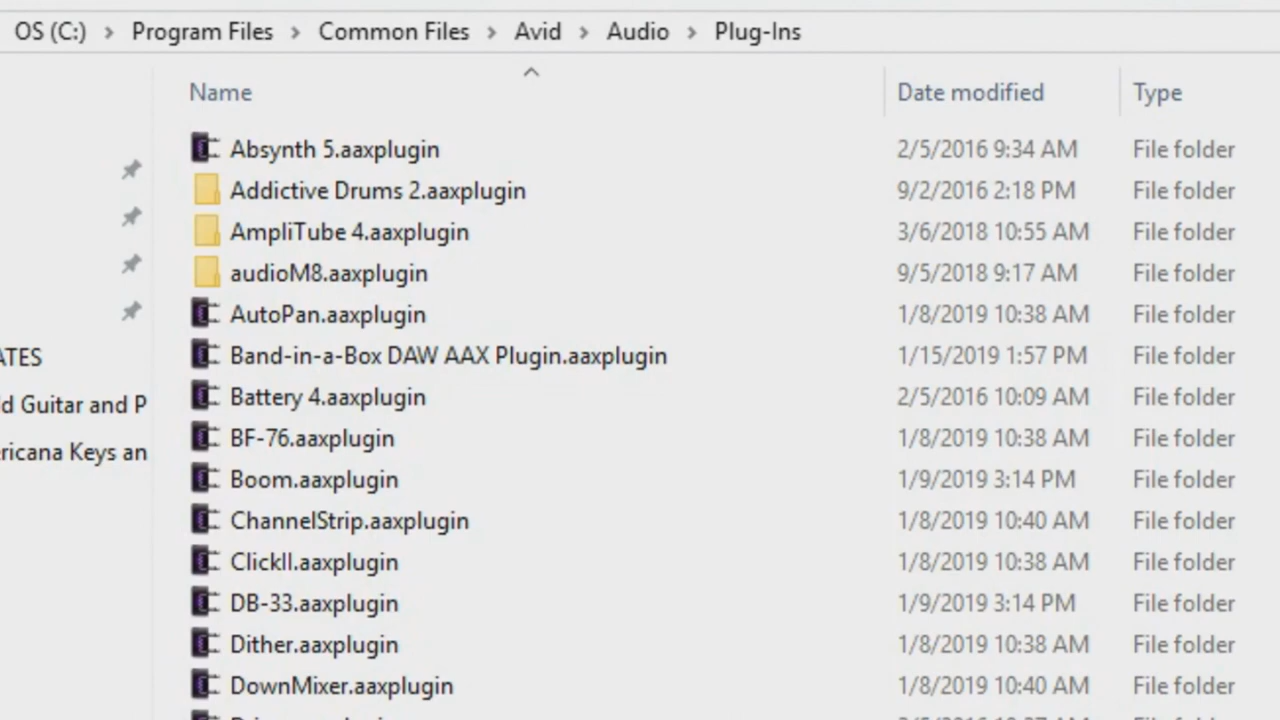 OS (C:) > Program Files > Common Files > Avid > Audio > Plug-Ins
Name Date modified Type
Absynth 5.aaxplugin 2/5/2016 9:34 AM File folder
Addictive Drums 2.aaxplugin 9/2/2016 2:18 PM File folder
AmpliTube 4.aaxplugin 3/6/2018 10:55 AM File folder
audioM8.aaxplugin 9/5/2018 9:17 AM File folder
AutoPan.aaxplugin 1/8/2019 10:38 AM File folder
ATES Band-in-a-Box DAW AAX Plugin.aaxplugin 1/15/2019 1:57 PM File folder
d Guitar and P Battery 4.aaxplugin 2/5/2016 10:09 AM File folder
ricana Keys an BF-76.aaxplugin 1/8/2019 10:38 AM File folder
Boom.aaxplugin 1/9/2019 3:14 PM File folder
ChannelStrip.aaxplugin 1/8/2019 10:40 AM File folder
ClickII.aaxplugin 1/8/2019 10:38 AM File folder
DB-33.aaxplugin 1/9/2019 3:14 PM File folder
Dither.aaxplugin 1/8/2019 10:38 AM File folder
DownMixer.aaxplugin 1/8/2019 10:40 AM File folder